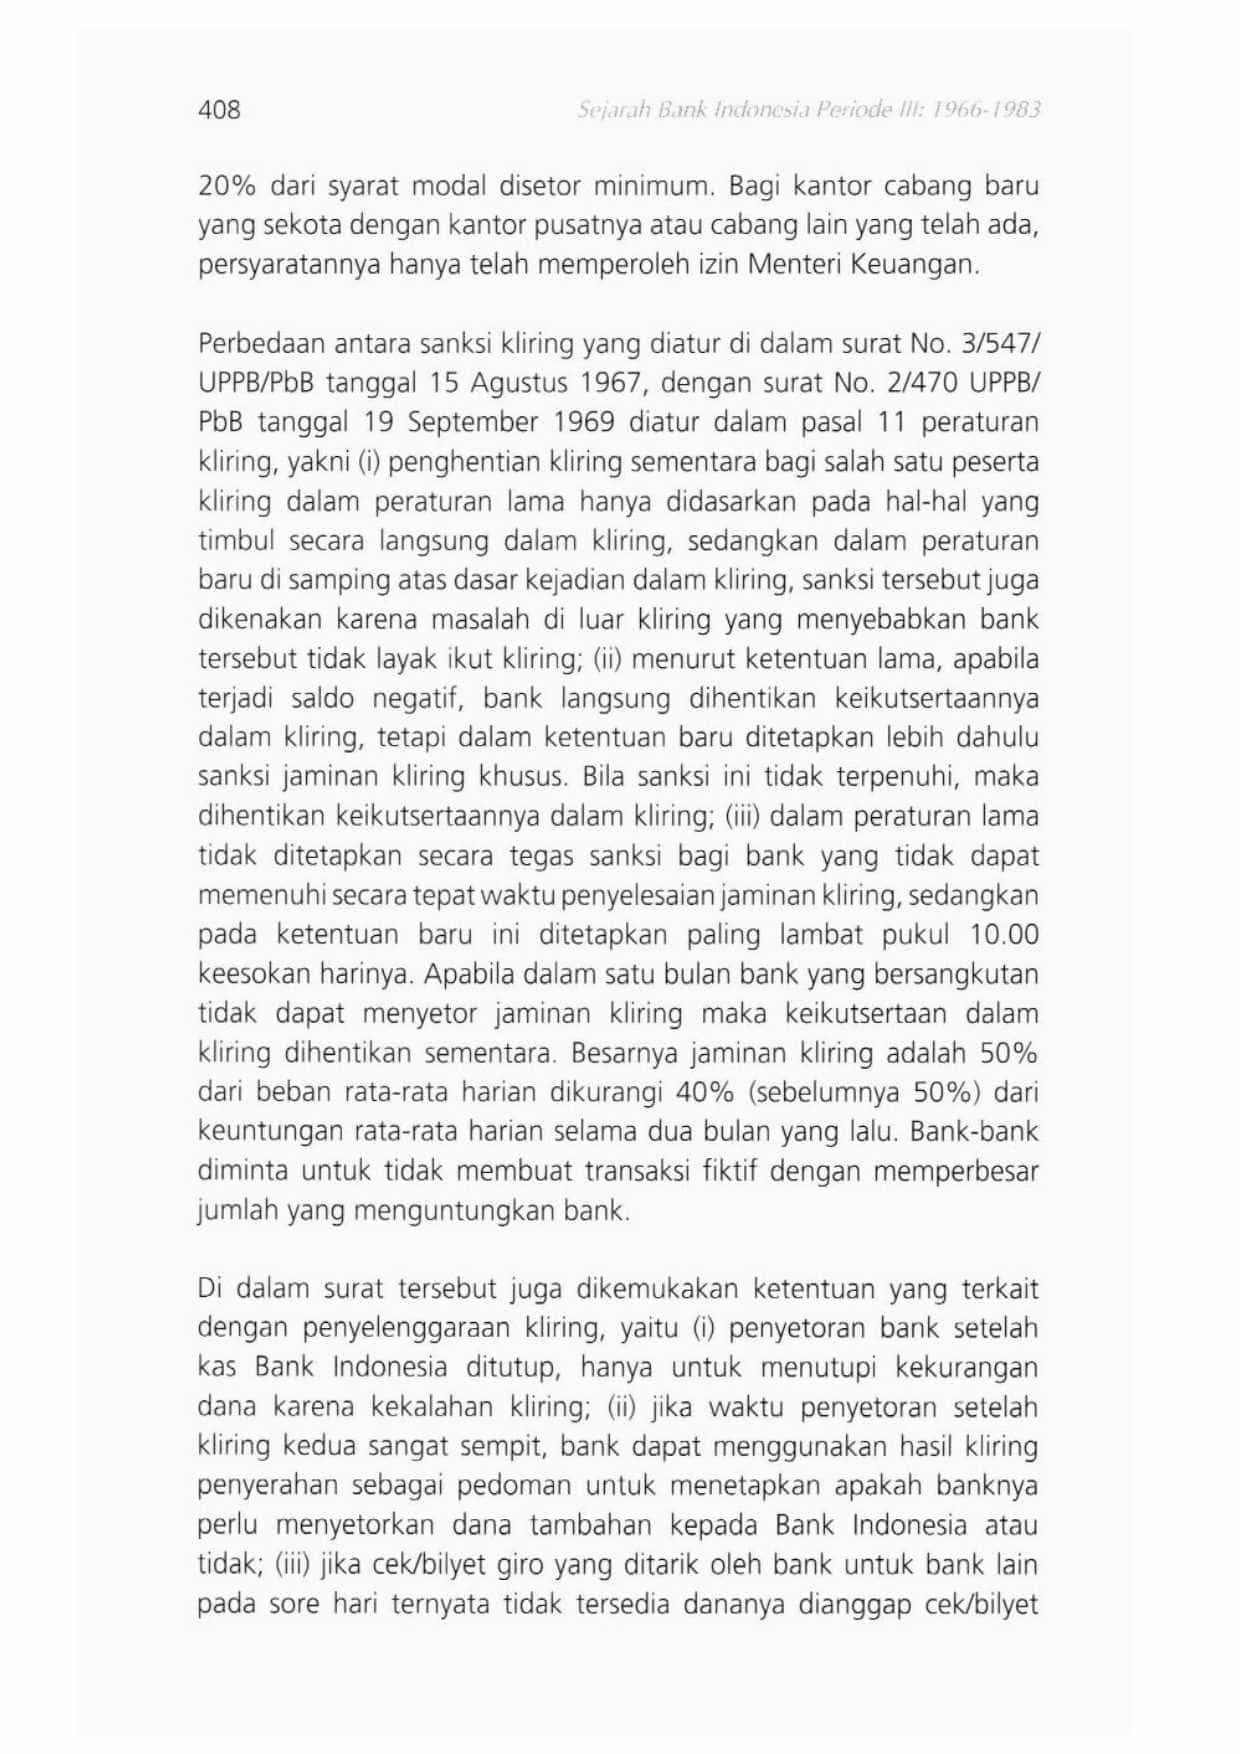 408
Sejarah Bank Indonesia Periode III: 1966-1983
20% dari syarat modal disetor minimum. Bagi kantor cabang baru
yang sekota dengan kantor pusatnya atau cabang lain yang telah ada,
persyaratannya hanya telah memperoleh izin Menteri Keuangan.
Perbedaan antara sanksi kliring yang diatur di dalam surat No. 3/547/
UPPB/PbB tanggal 15 Agustus 1967, dengan surat No. 2/470 UPPB/
PbB tanggal 19 September 1969 diatur dalam pasal 11 peraturan
kliring, yakni (i) penghentian kliring sementara bagi salah satu peserta
kliring dalam peraturan lama hanya didasarkan pada hal-hal yang
timbul secara langsung dalam kliring, sedangkan dalam peraturan
baru di samping atas dasar kejadian dalam kliring, sanksi tersebut juga
dikenakan karena masalah di luar kliring yang menyebabkan bank
tersebut tidak layak ikut kliring; (ii) menurut ketentuan lama, apabila
terjadi saldo negatif, bank langsung dihentikan keikutsertaannya
dalam kliring, tetapi dalam ketentuan baru ditetapkan lebih dahulu
sanksi jaminan kliring khusus. Bila sanksi ini tidak terpenuhi, maka
dihentikan keikutsertaannya dalam kliring; (iii) dalam peraturan lama
tidak ditetapkan secara tegas sanksi bagi bank yang tidak dapat
memenuhi secara tepat waktu penyelesaian jaminan kliring, sedangkan
pada ketentuan baru ini ditetapkan paling lambat pukul 10.00
keesokan harinya. Apabila dalam satu bulan bank yang bersangkutan
tidak dapat menyetor jaminan kliring maka keikutsertaan dalam
kliring dihentikan sementara. Besarnya jaminan kliring adalah 50%
dari beban rata-rata harian dikurangi 40% (sebelumnya 50%) dari
keuntungan rata-rata harian selama dua bulan yang lalu. Bank-bank
diminta untuk tidak membuat transaksi fiktif dengan memperbesar
jumlah yang menguntungkan bank.
Di dalam surat tersebut juga dikemukakan ketentuan yang terkait
dengan penyelenggaraan kliring, yaitu (i) penyetoran bank setelah
kas Bank Indonesia ditutup, hanya untuk menutupi kekurangan
dana karena kekalahan kliring; (ii) jika waktu penyetoran setelah
kliring kedua sangat sempit, bank dapat menggunakan hasil kliring
penyerahan sebagai pedoman untuk menetapkan apakah banknya
perlu menyetorkan dana tambahan kepada Bank Indonesia atau
tidak; (iii) jika cek/bilyet giro yang ditarik oleh bank untuk bank lain
pada sore hari ternyata tidak tersedia dananya dianggap cek/bilyet